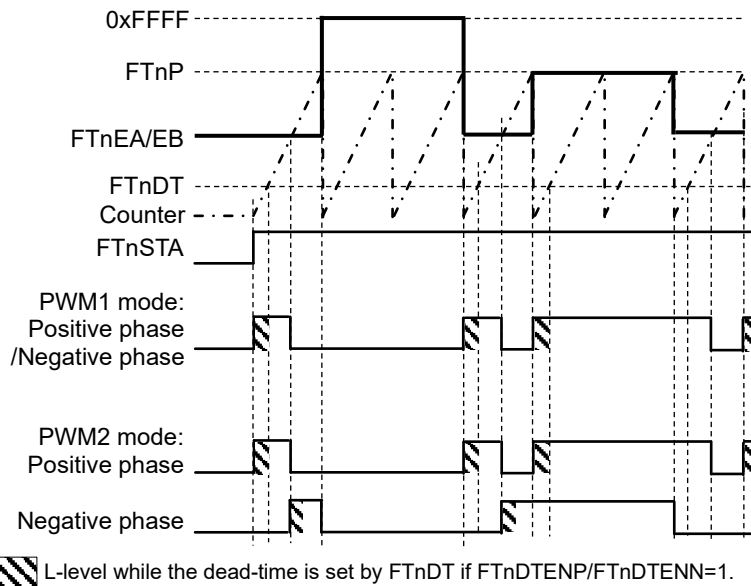 0xFFFF
FTnP
FTnEA/EB
FTnDT
Counter
FTnSTA
PWM1 mode:
Positive phase
/Negative phase
PWM2 mode:
Positive phase
Negative phase
L-level while the dead-time is set by FTnDT if FTnDTENP/FTnDTENN=1.